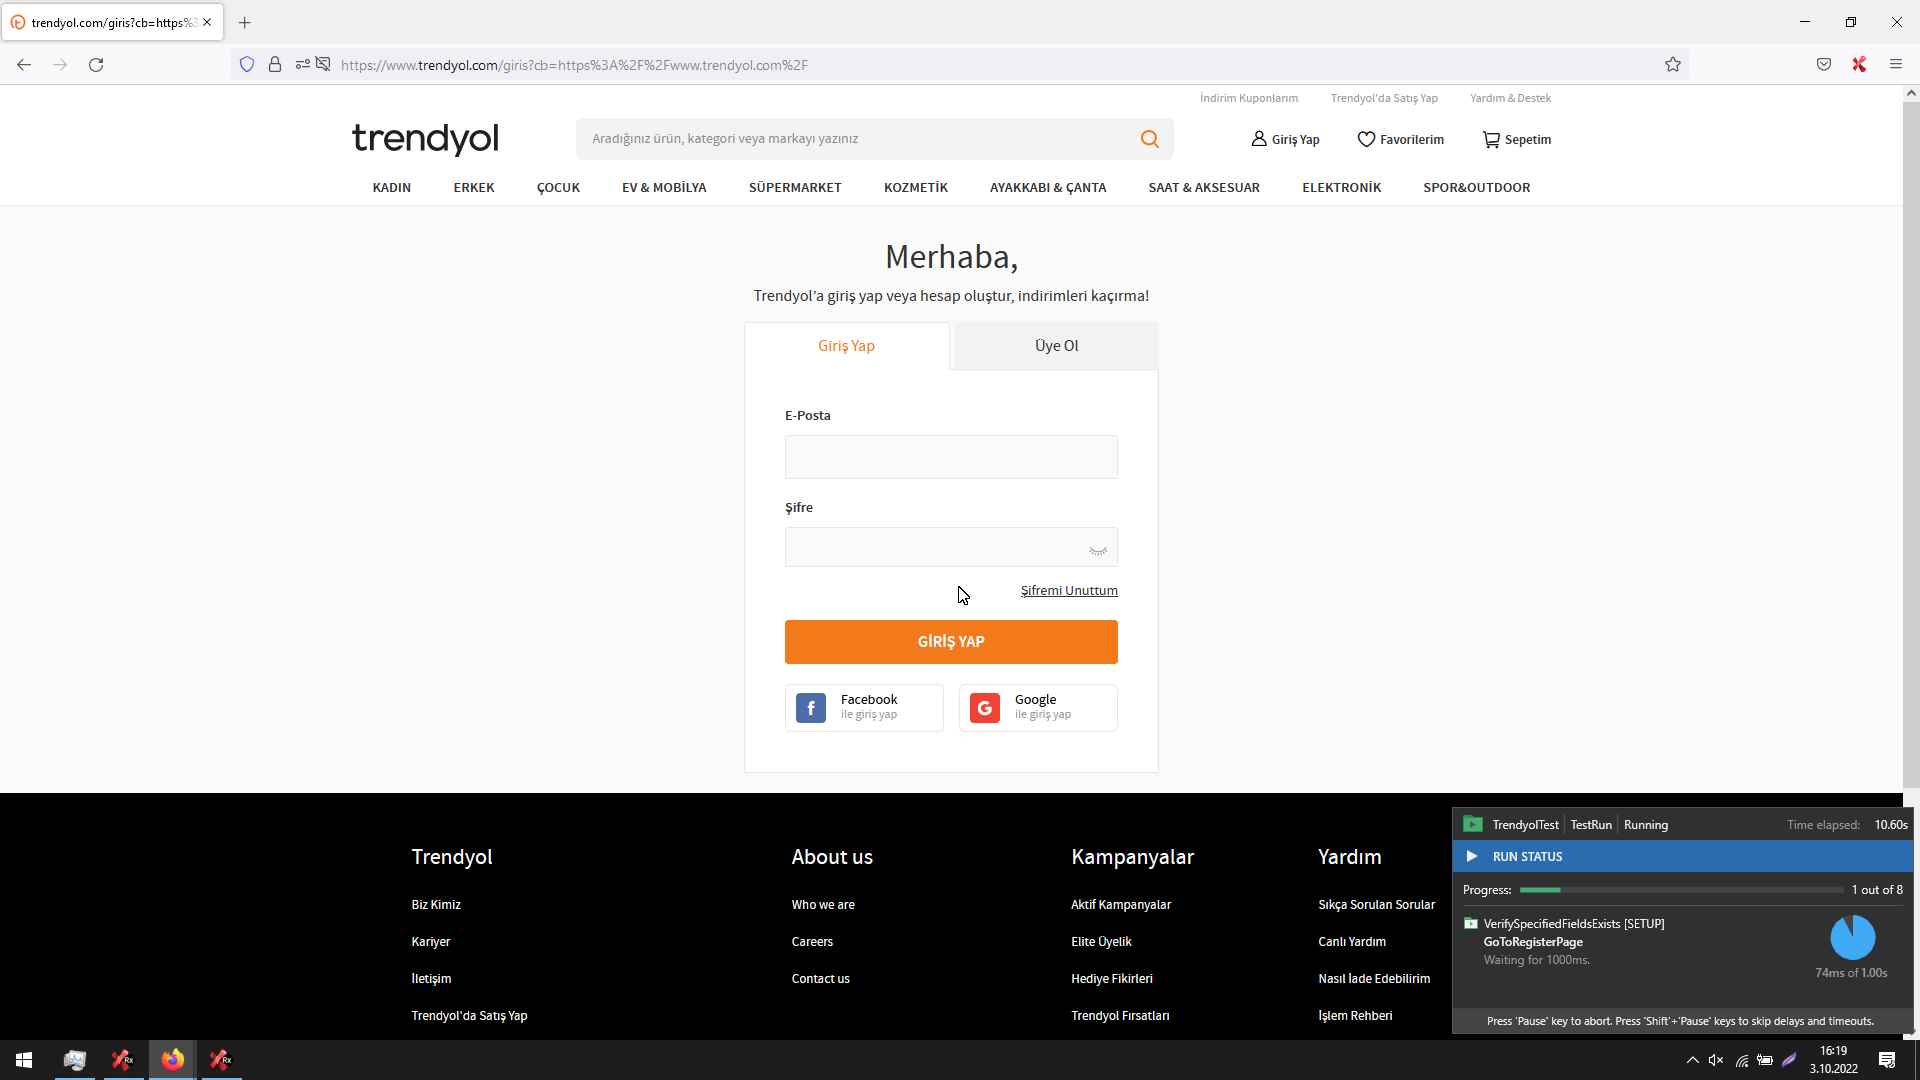 trendyol.com/giris?cb=https%3
https://www.trendyol.com/giris?cb=https%3A%2F%2Fwww.trendyol.com%2F
İndirim Kuponlarım Trendyol'da Satış Yap Yardım & Destek
trendyol
Aradığınız ürün, kategori veya markayı yazınız
Giriş Yap Favorilerim Sepetim
KADIN ERKEK ÇOCUK EV & MOBİLYA SÜPERMARKET KOZMETİK AYAKKABI & ÇANTA SAAT & AKSESUAR ELEKTRONİK SPOR&OUTDOOR
Merhaba,
Trendyol'a giriş yap veya hesap oluştur, indirimleri kaçırma!
Giriş Yap Üye Ol
E-Posta
Şifre
Şifremi Unuttum
GİRİŞ YAP
f Facebook
ile giriş yap
G Google
ile giriş yap
Trendyol
Biz Kimiz
Kariyer
İletişim
Trendyol'da Satış Yap
About us
Who we are
Careers
Contact us
Kampanyalar
Aktif Kampanyalar
Elite Üyelik
Hediye Fikirleri
Trendyol Fırsatları
Yardım
Sıkça Sorulan Sorular
Canlı Yardım
Nasıl İade Edebilirim
İşlem Rehberi
TrendyolTest TestRun Running Time elapsed: 10.60s
RUN STATUS
Progress: 1 out of 8
VerifySpecifiedFieldsExists [SETUP]
GoToRegisterPage
Waiting for 1000ms.
74ms of 1.00s
Press 'Pause' key to abort. Press 'Shift'+'Pause' keys to skip delays and timeouts.
Rx
Rx
16:19
3.10.2022